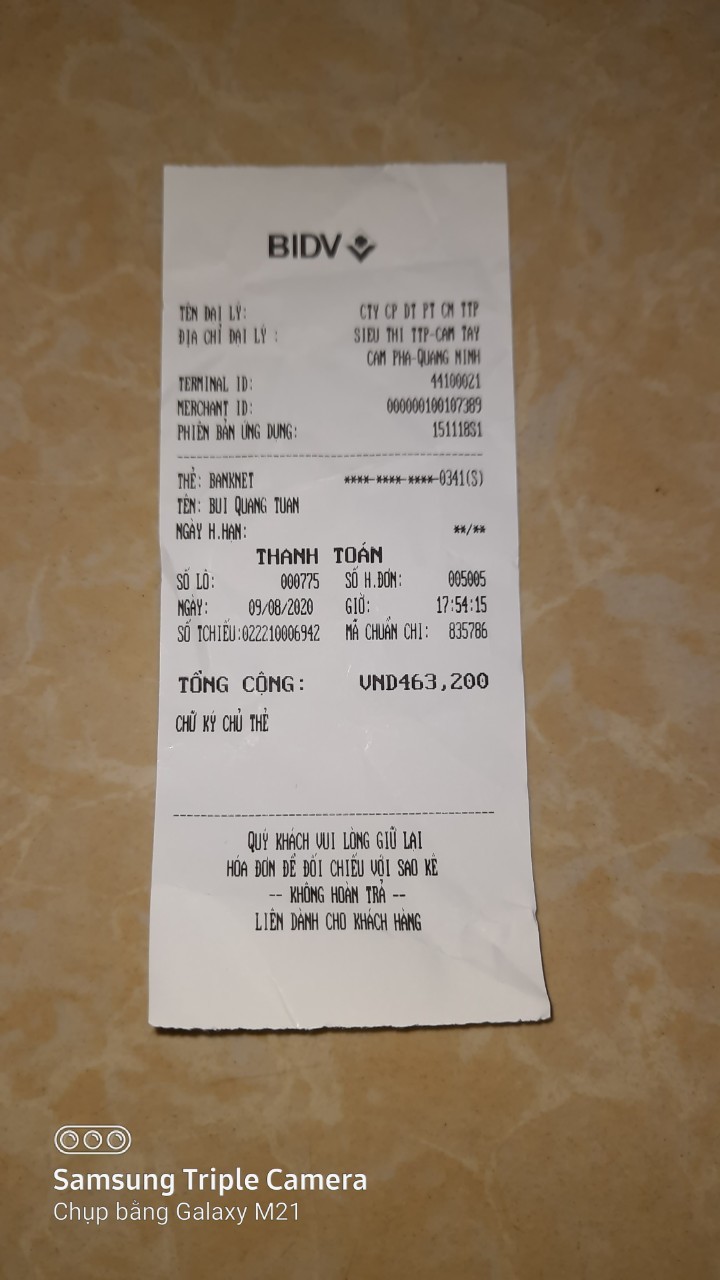 BIDV
TÊN ĐẠI LÝ: CTY CP DT PT CN TTP
ĐỊA CHỈ ĐẠI LÝ : SIEU THI TTP-CAM TAY
CAM PHA-QUANG NINH
TERMINAL ID: 44100021
MERCHANT ID: 000000100107389
PHIÊN BẢN ỨNG DỤNG: 151118S1
THẺ: BANKNET ****-****-****-0341(S)
TÊN: BUI QUANG TUAN
NGÀY H.HẠN: **/**
THANH TOÁN
SỐ LÔ: 000775 SỐ H.ĐƠN: 005005
NGÀY: 09/08/2020 GIỜ: 17:54:15
SỐ TCHIẾU:022210006942 MÃ CHUẨN CHI: 835786
TỔNG CỘNG: VND463,200
CHỮ KÝ CHỦ THẺ
QUÝ KHÁCH VUI LÒNG GIỮ LẠI
HÓA ĐƠN ĐỂ ĐỐI CHIẾU VỚI SAO KÊ
-- KHÔNG HOÀN TRẢ --
LIÊN DÀNH CHO KHÁCH HÀNG
Samsung Triple Camera
Chụp bằng Galaxy M21